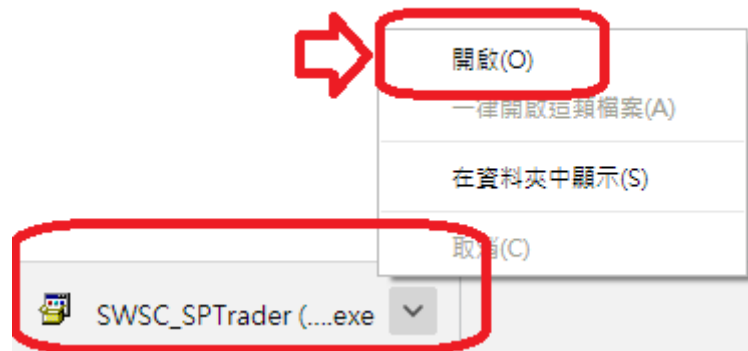 開啟(O)
一律開啟這類檔案(A)
在資料夾中顯示(S)
取消(C)
SWSC_SPTrader (....exe